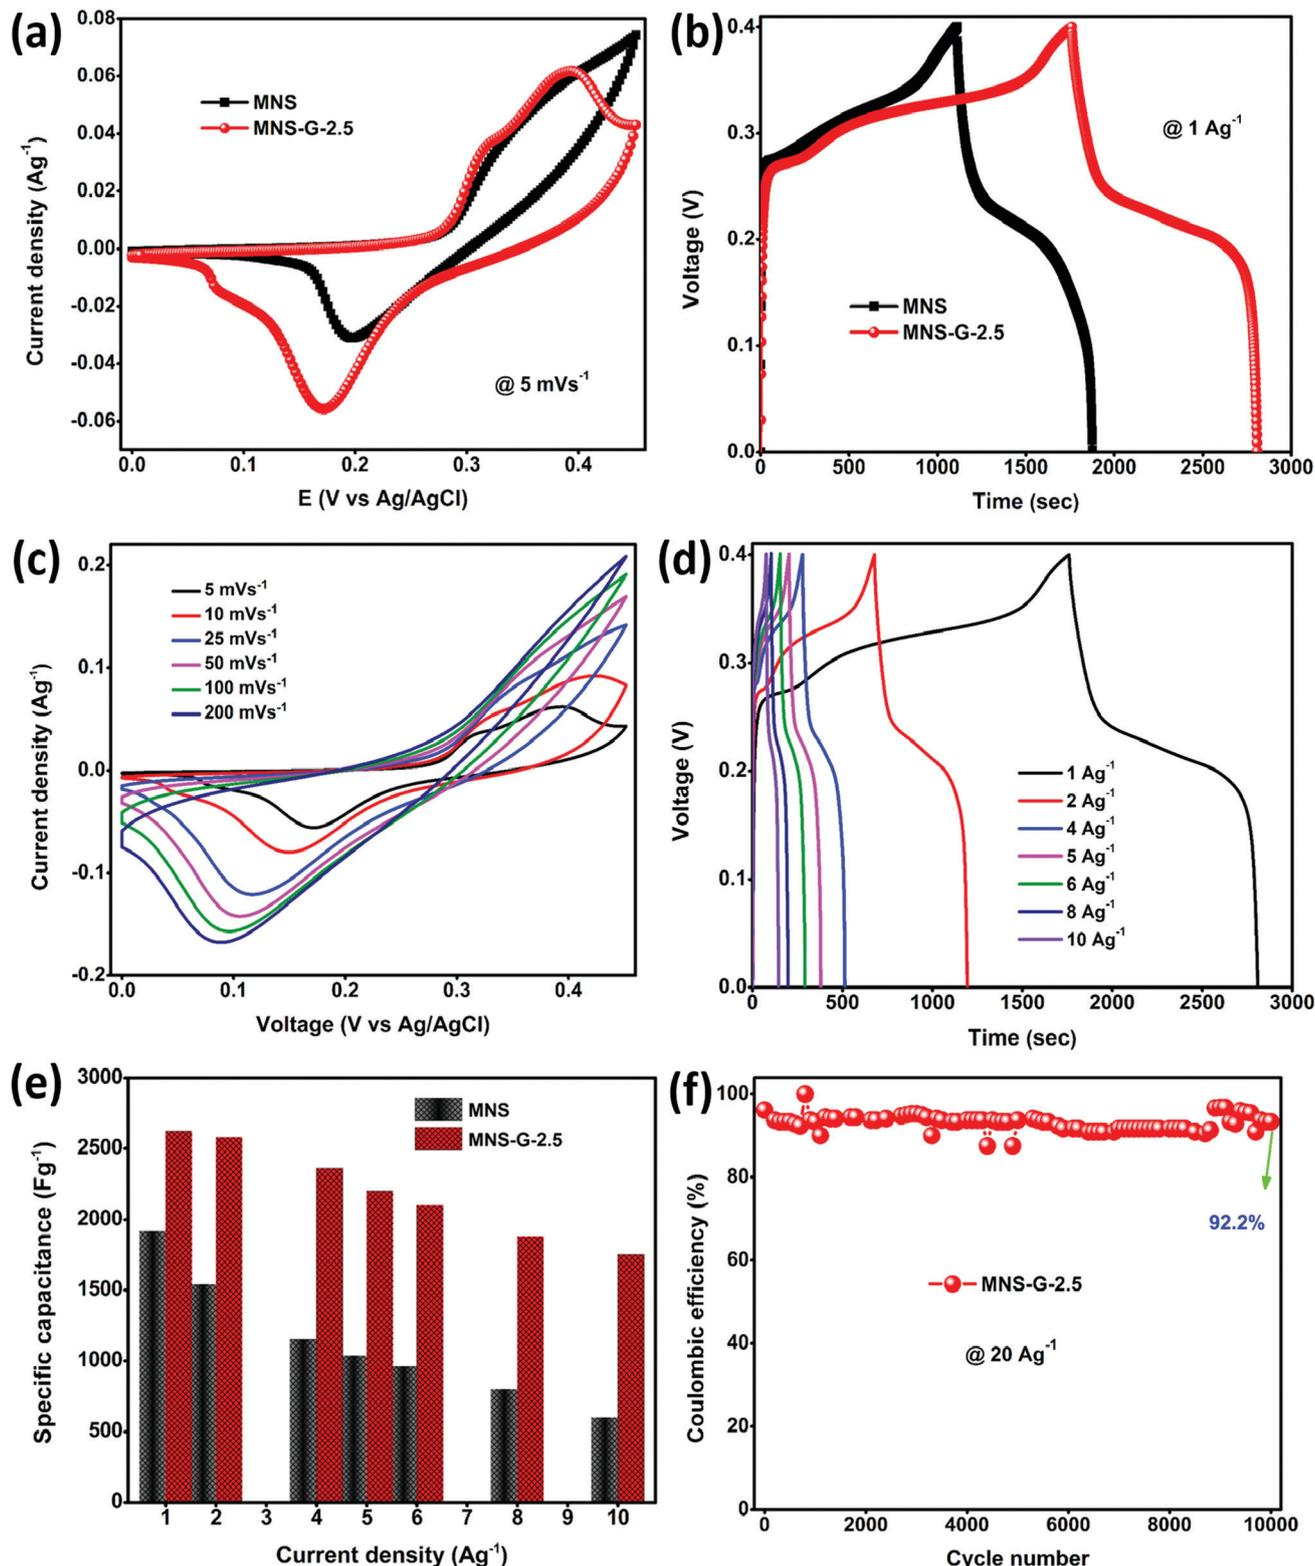 (a)
0.08
0.06
0.04
0.02
0.00
-0.02
-0.04
-0.06
Current density (Ag⁻¹)
MNS
MNS-G-2.5
@ 5 mVs⁻¹
0.0 0.1 0.2 0.3 0.4
E (V vs Ag/AgCl)
(b)
0.4
0.3
0.2
0.1
0.0
Voltage (V)
@ 1 Ag⁻¹
MNS
MNS-G-2.5
0 500 1000 1500 2000 2500 3000
Time (sec)
(c)
0.2
0.1
0.0
-0.1
-0.2
Current density (Ag⁻¹)
5 mVs⁻¹
10 mVs⁻¹
25 mVs⁻¹
50 mVs⁻¹
100 mVs⁻¹
200 mVs⁻¹
0.0 0.1 0.2 0.3 0.4
Voltage (V vs Ag/AgCl)
(d)
0.4
0.3
0.2
0.1
0.0
Voltage (V)
1 Ag⁻¹
2 Ag⁻¹
4 Ag⁻¹
5 Ag⁻¹
6 Ag⁻¹
8 Ag⁻¹
10 Ag⁻¹
0 500 1000 1500 2000 2500 3000
Time (sec)
(e)
3000
2500
2000
1500
1000
500
0
Specific capacitance (Fg⁻¹)
MNS
MNS-G-2.5
1 2 3 4 5 6 7 8 9 10
Current density (Ag⁻¹)
(f)
100
80
60
40
20
0
Coulombic efficiency (%)
92.2%
MNS-G-2.5
@ 20 Ag⁻¹
0 2000 4000 6000 8000 10000
Cycle number